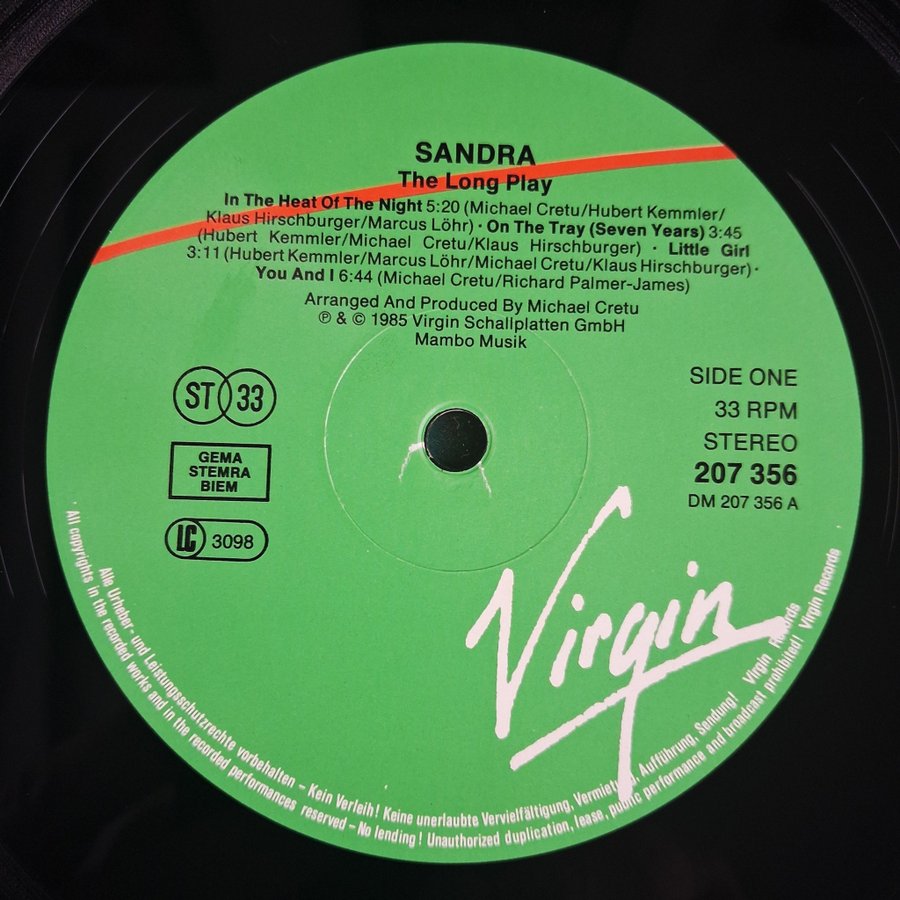 SANDRA
The Long Play
In The Heat Of The Night 5:20 (Michael Cretu/Hubert Kemmler/
Klaus Hirschburger/Marcus Löhr) · On The Tray (Seven Years) 3:45
(Hubert Kemmler/Michael Cretu/Klaus Hirschburger) · Little Girl
3:11 (Hubert Kemmler/Marcus Löhr/Michael Cretu/Klaus Hirschburger) ·
You And I 6:44 (Michael Cretu/Richard Palmer-James)
Arranged And Produced By Michael Cretu
℗ & © 1985 Virgin Schallplatten GmbH
Mambo Musik
ST 33
GEMA
STEMRA
BIEM
LC 3098
SIDE ONE
33 RPM
STEREO
207 356
DM 207 356 A
Virgin
Alle Urheber- und Leistungsschutzrechte vorbehalten – Kein Verleih! Keine unerlaubte Vervielfältigung, Vermietung, Aufführung, Sendung! Virgin Records
All copyrights in the recorded works and in the recorded performances reserved – No lending! Unauthorized duplication, lease, public performance and broadcast prohibited! Virgin Records